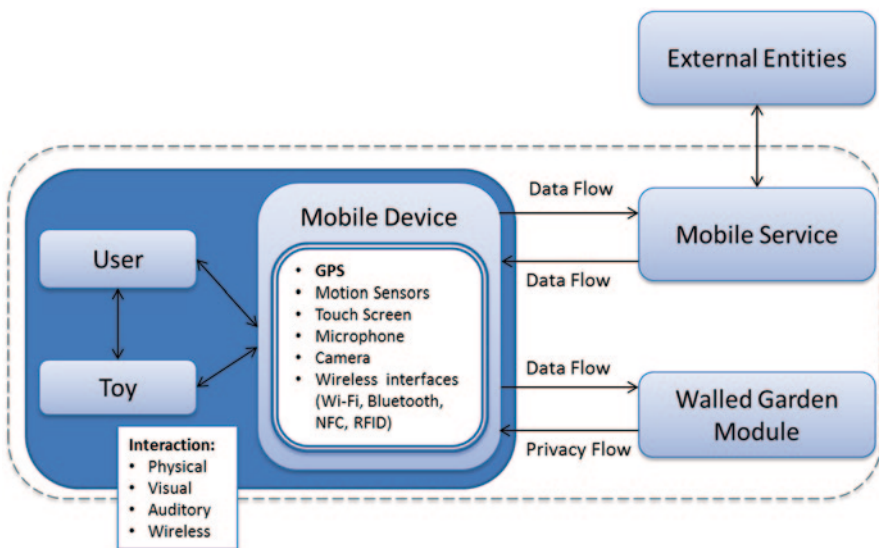 External Entities
Mobile Device
Data Flow
Mobile Service
Data Flow
User
Toy
• GPS
• Motion Sensors
• Touch Screen
• Microphone
• Camera
• Wireless interfaces
(Wi-Fi, Bluetooth,
NFC, RFID)
Data Flow
Walled Garden
Module
Privacy Flow
Interaction:
• Physical
• Visual
• Auditory
• Wireless